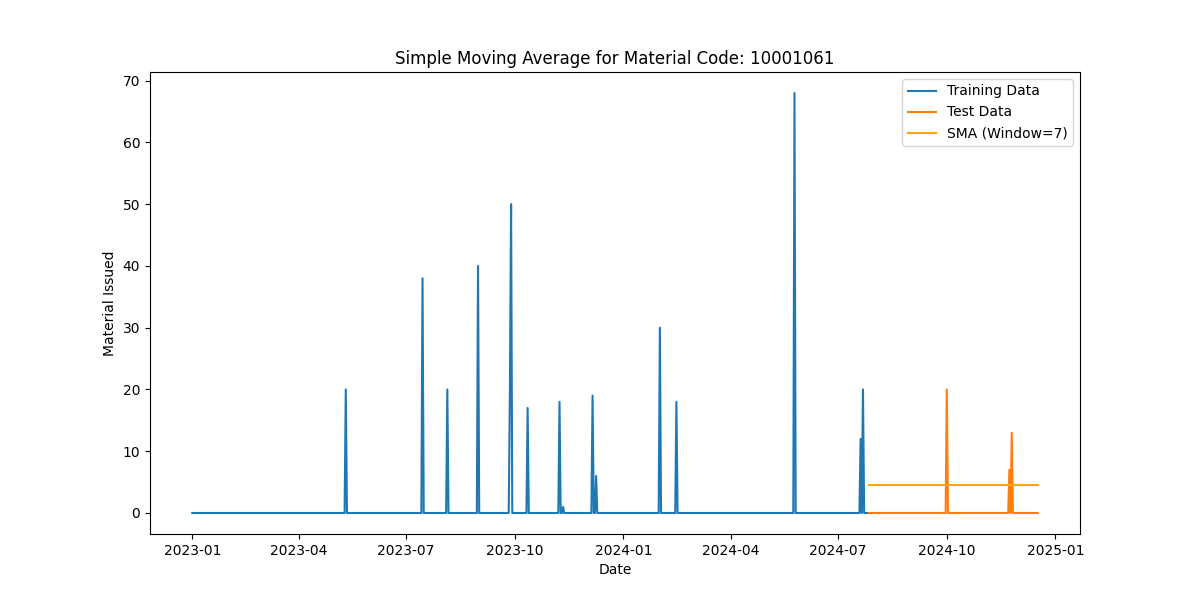 Simple Moving Average for Material Code: 10001061
Training Data
Test Data
SMA (Window=7)
Material Issued
70
60
50
40
30
20
10
0
2023-01 2023-04 2023-07 2023-10 2024-01 2024-04 2024-07 2024-10 2025-01
Date